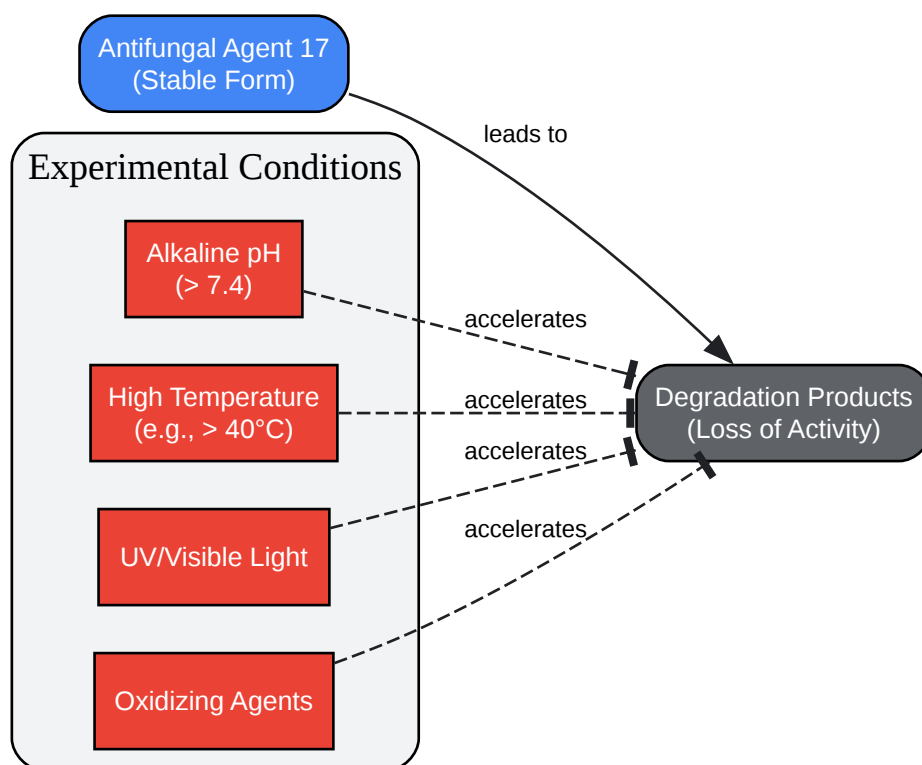 Antifungal Agent 17
(Stable Form)
leads to
Experimental Conditions
Alkaline pH
(> 7.4)
accelerates
High Temperature
(e.g., > 40°C)
accelerates
Degradation Products
(Loss of Activity)
accelerates
UV/Visible Light
accelerates
Oxidizing Agents